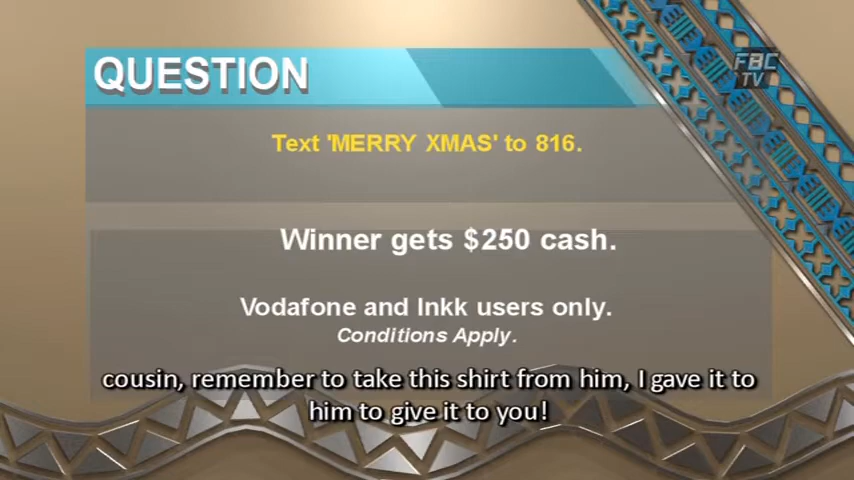 QUESTION
FBC
TV
Text 'MERRY XMAS' to 816.
Winner gets $250 cash.
Vodafone and Inkk users only.
Conditions Apply.
cousin, remember to take this shirt from him, I gave it to
him to give it to you!